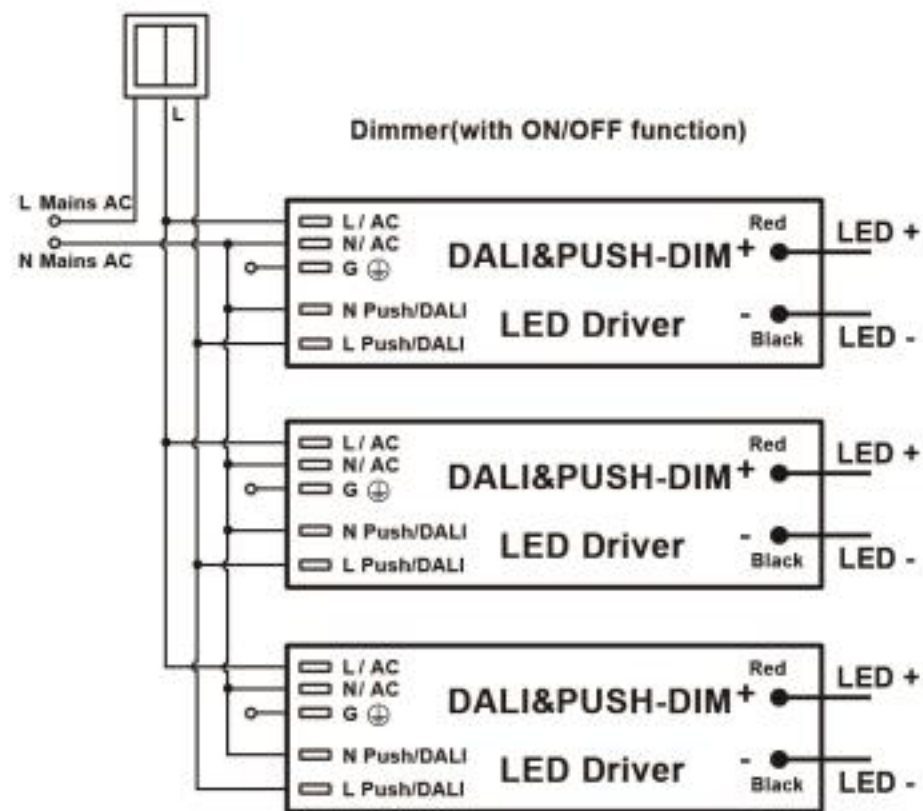 L
Dimmer(with ON/OFF function)
L Mains AC
N Mains AC
L / AC
N/ AC
G
N Push/DALI
L Push/DALI
DALI&PUSH-DIM
LED Driver
Red
+
-
Black
LED +
LED -
L / AC
N/ AC
G
N Push/DALI
L Push/DALI
DALI&PUSH-DIM
LED Driver
Red
+
-
Black
LED +
LED -
L / AC
N/ AC
G
N Push/DALI
L Push/DALI
DALI&PUSH-DIM
LED Driver
Red
+
-
Black
LED +
LED -